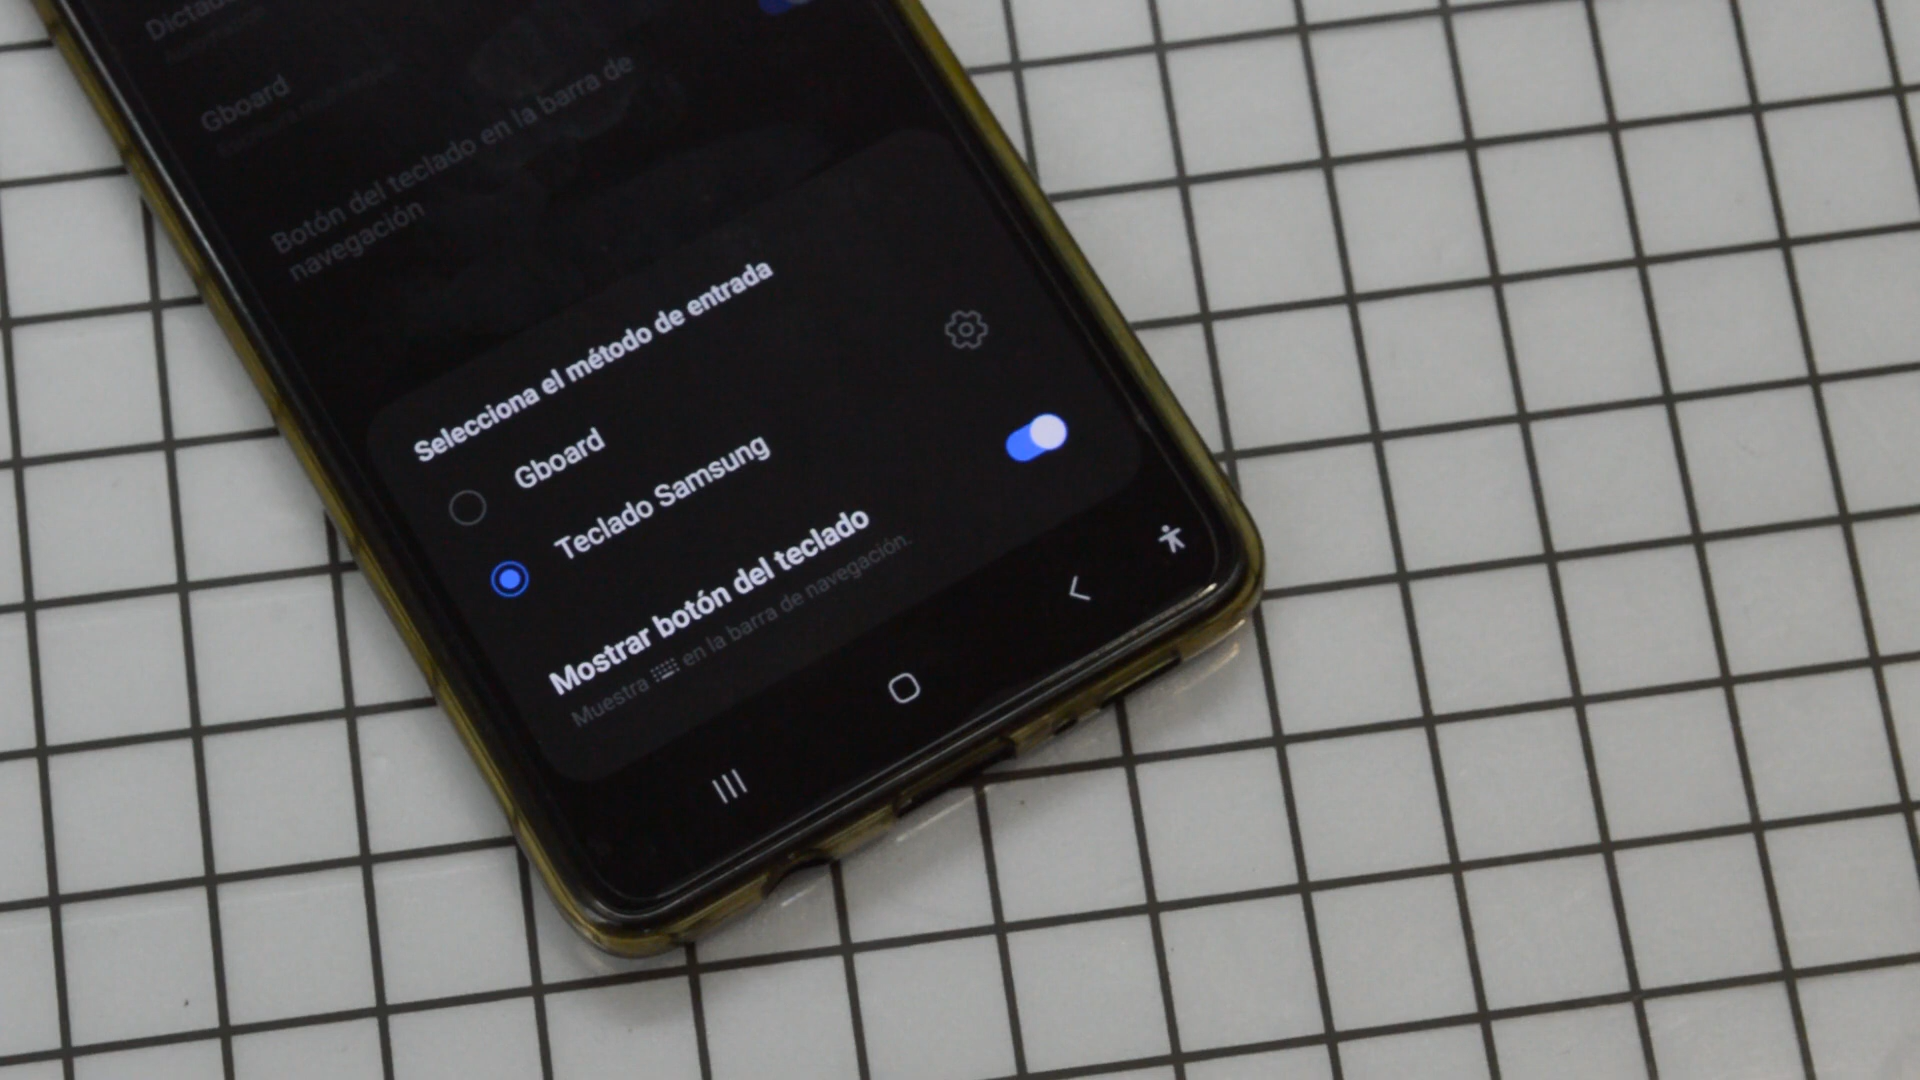 Gboard
Botón del teclado en la barra de
navegación
Selecciona el método de entrada
Gboard
Teclado Samsung
Mostrar botón del teclado
Muestra en la barra de navegación.